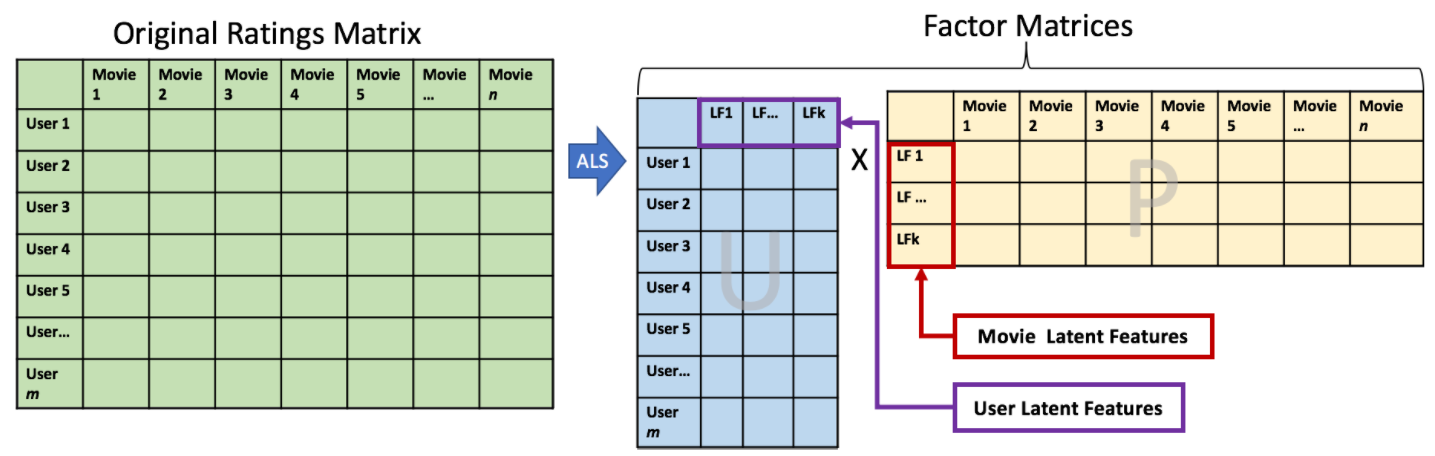 Original Ratings Matrix
Movie Movie Movie Movie Movie Movie Movie
1 2 3 4 5 ... n
User 1
User 2
User 3
User 4
User 5
User...
User
m
ALS
Factor Matrices
LF1 LF... LFk
User 1
User 2
User 3
User 4
User 5
User...
User
m
U
X
Movie Movie Movie Movie Movie Movie Movie
1 2 3 4 5 ... n
LF 1
LF ...
LFk
P
Movie Latent Features
User Latent Features